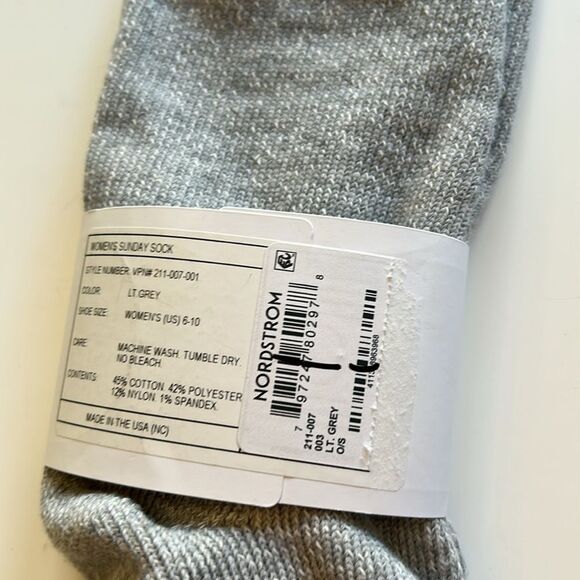 WOMEN'S SUNDAY SOCK
STYLE NUMBER: VPN# 211-007-001
COLOR: LT.GREY
SHOE SIZE: WOMEN'S (US) 6-10
CARE: MACHINE WASH. TUMBLE DRY.
NO BLEACH.
CONTENTS: 45% COTTON. 42% POLYESTER
12% NYLON. 1% SPANDEX.
MADE IN THE USA (NC)
NORDSTROM
8
7
211-007
003
LT. GREY
O/S